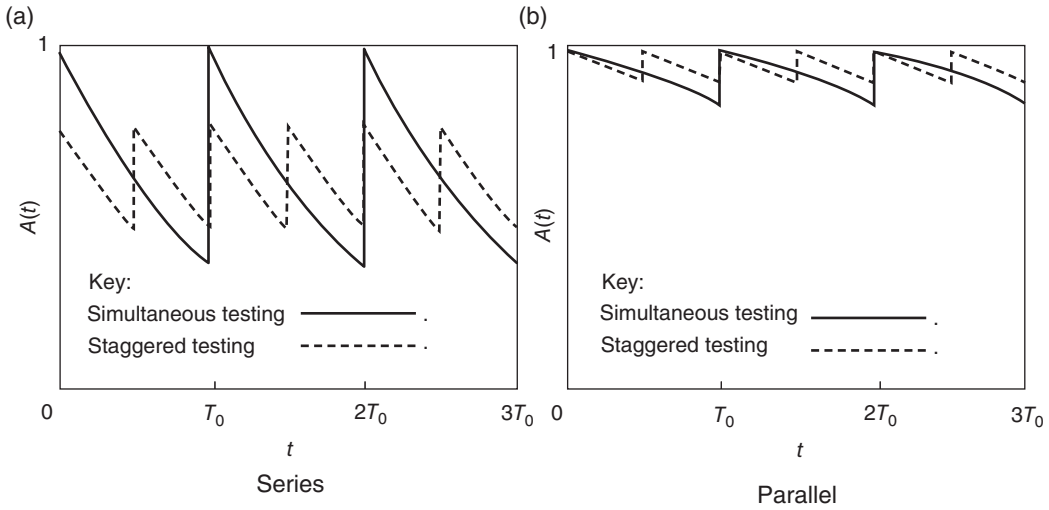 (a)
1
A(t)
Key:
Simultaneous testing .
Staggered testing .
0 T₀ 2T₀ 3T₀
t
Series
(b)
1
A(t)
Key:
Simultaneous testing .
Staggered testing .
0 T₀ 2T₀ 3T₀
t
Parallel